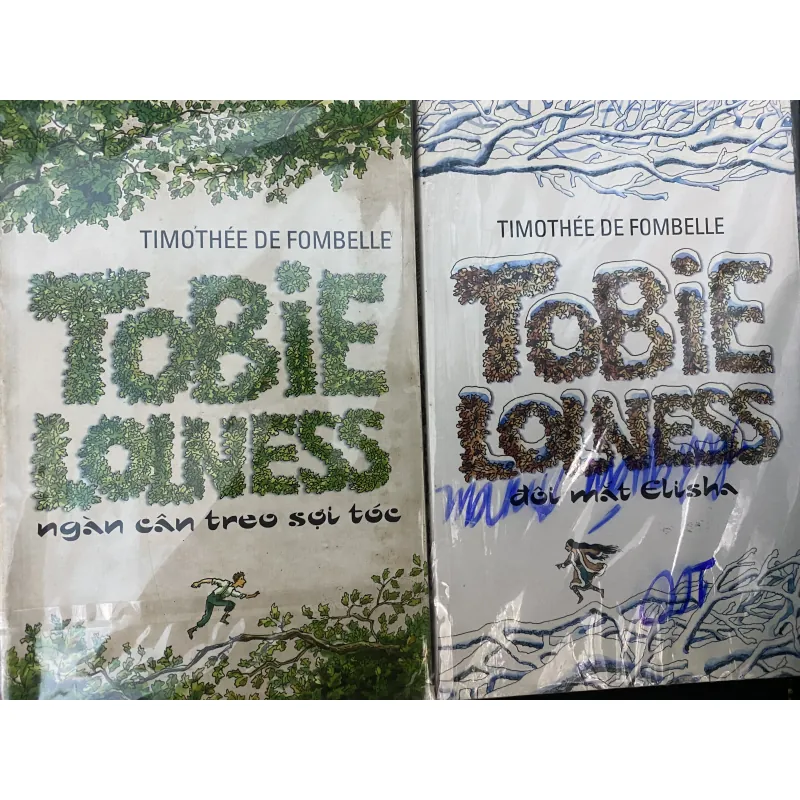 TIMOTHÉE DE FOMBELLE
TOBiE
LOLNESS
ngàn cân treo sợi tóc
TIMOTHÉE DE FOMBELLE
TOBiE
LOLNESS
đôi mắt Elisha